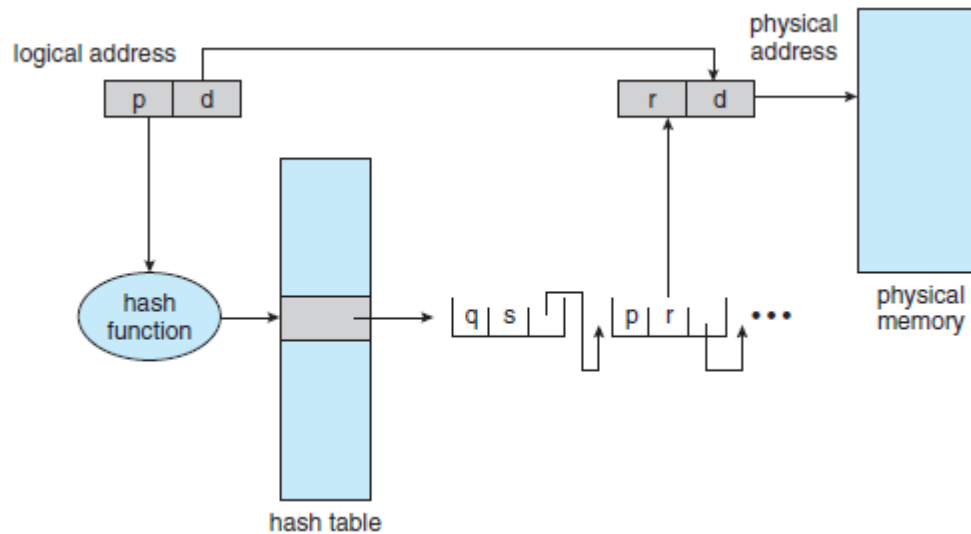 logical address
physical
address
p d
r d
hash
function
q s
p r
•••
physical
memory
hash table